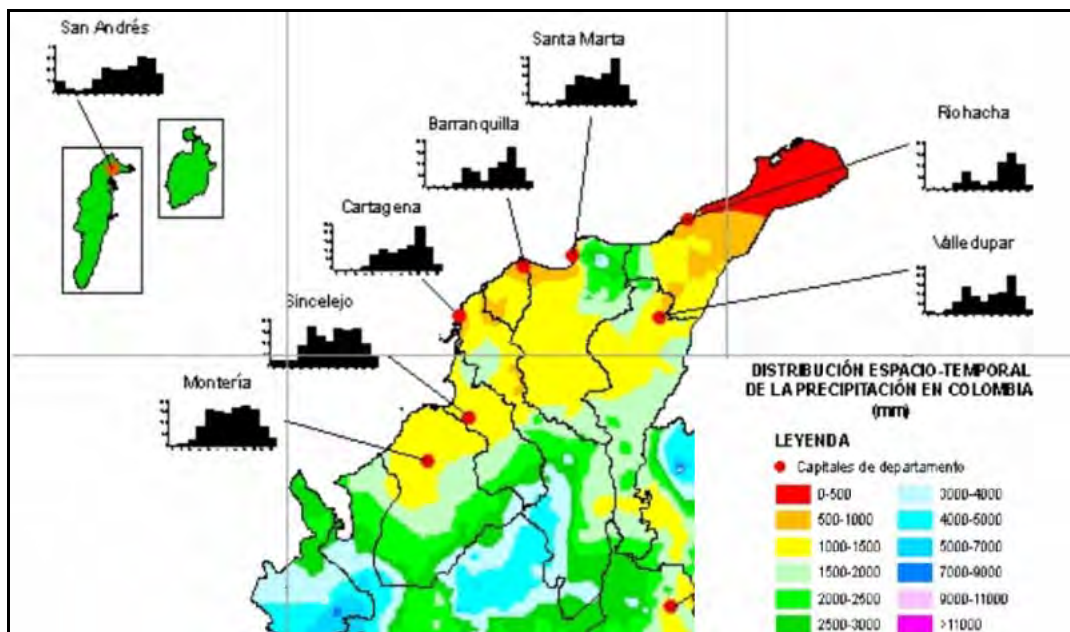 San Andrés
Santa Marta
Barranquilla
Riohacha
Cartagena
Valledupar
Sincelejo
Montería
DISTRIBUCIÓN ESPACIO-TEMPORAL
DE LA PRECIPITACIÓN EN COLOMBIA
(mm)
LEYENDA
Capitales de departamento
0-500
3000-4000
500-1000
4000-5000
1000-1500
5000-7000
1500-2000
7000-9000
2000-2500
9000-11000
2500-3000
>11000